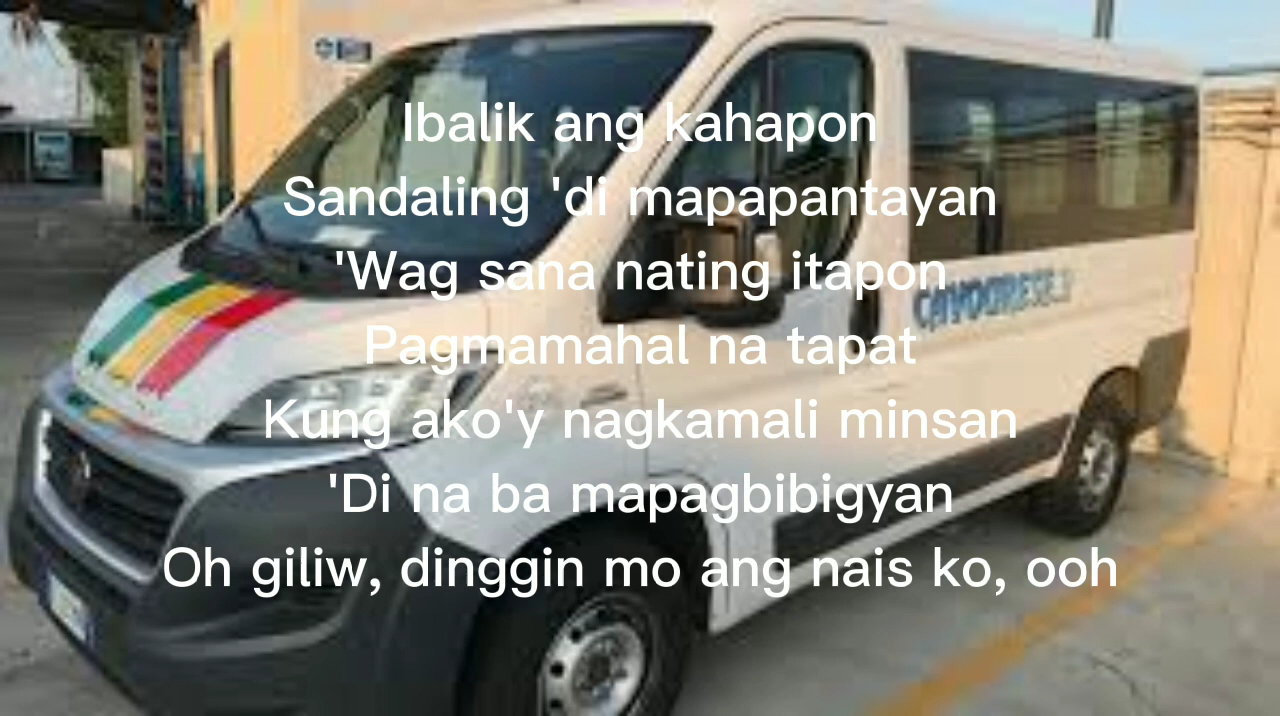 Ibalik ang kahapon
Sandaling 'di mapapantayan
'Wag sana nating itapon
Pagmamahal na tapat
Kung ako'y nagkamali minsan
'Di na ba mapagbibigyan
Oh giliw, dinggin mo ang nais ko, ooh